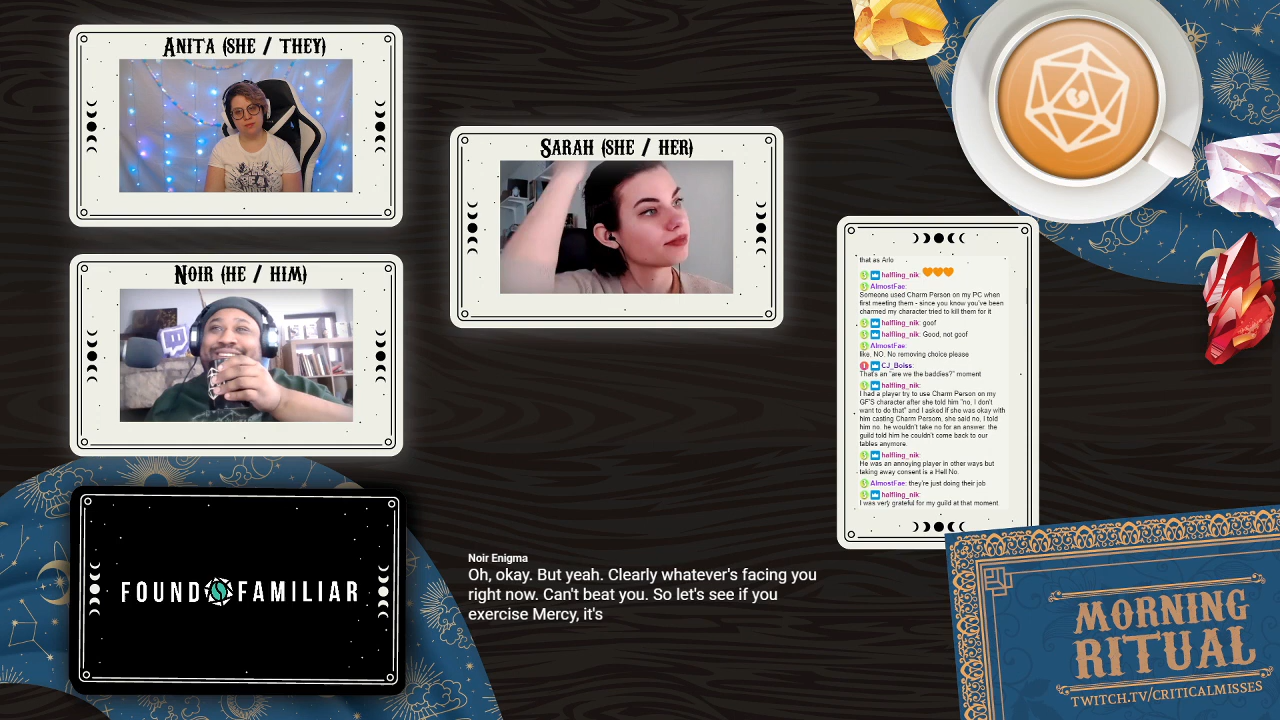 ANITA (SHE / THEY)
SARAH (SHE / HER)
NOIR (HE / HIM)
that as Arlo
halfling_nik:
AlmostFae:
Someone used Charm Person on my PC when
first meeting them - since you know you've been
charmed my character tried to kill them for it
halfling_nik: goof
halfling_nik: Good, not goof
AlmostFae:
like, NO. No removing choice please
CJ_Boiss:
That's an "are we the baddies?" moment
halfling_nik:
I had a player try to use Charm Person on my
GF'S character after she told him "no, I don't
want to do that" and I asked if she was okay with
him casting Charm Persom, she said no, i told
him no. he wouldn't take no for an answer. the
guild told him he couldn't come back to our
tables anymore.
halfling_nik:
He was an annoying player in other ways but
taking away consent is a Hell No.
AlmostFae: they're just doing their job
halfling_nik:
I was very grateful for my guild at that moment
FOUND FAMILIAR
Noir Enigma
Oh, okay. But yeah. Clearly whatever's facing you
right now. Can't beat you. So let's see if you
exercise Mercy, it's
MORNING
RITUAL
TWITCH.TV/CRITICALMISSES